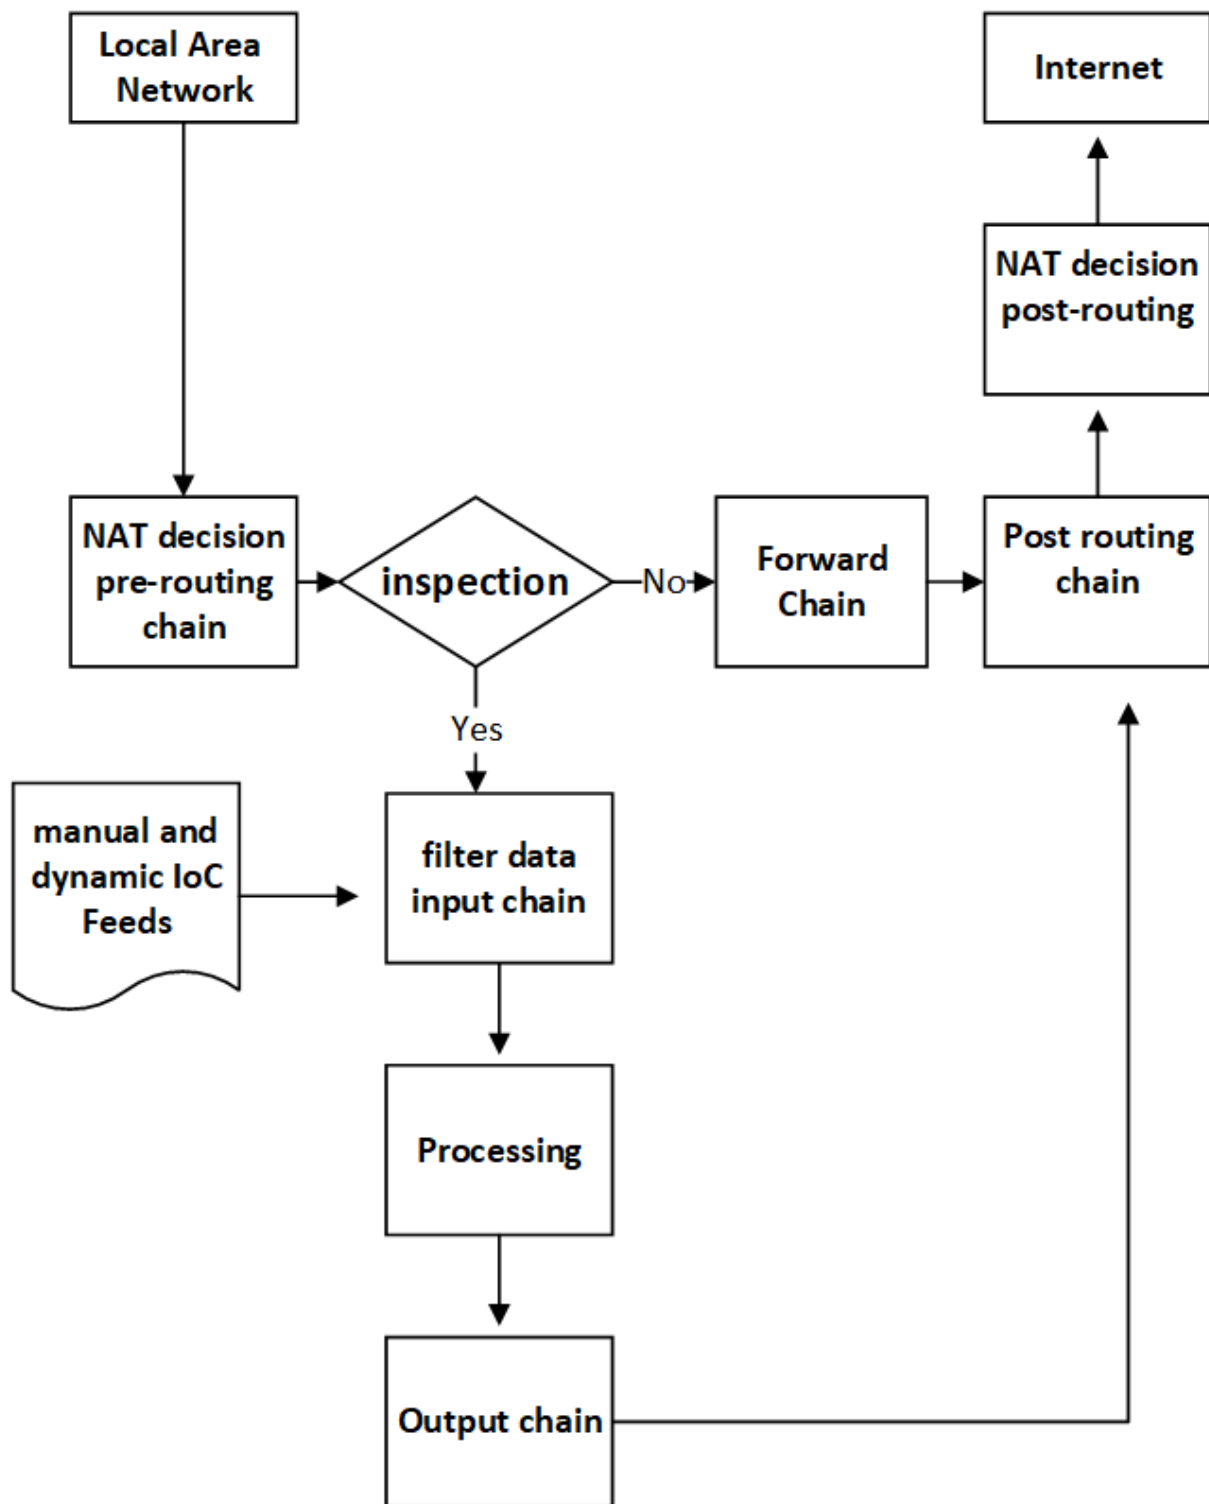 Local Area
Network
Internet
NAT decision
post-routing
NAT decision
pre-routing
chain
inspection
No
Forward
Chain
Post routing
chain
Yes
manual and
dynamic IoC
Feeds
filter data
input chain
Processing
Output chain